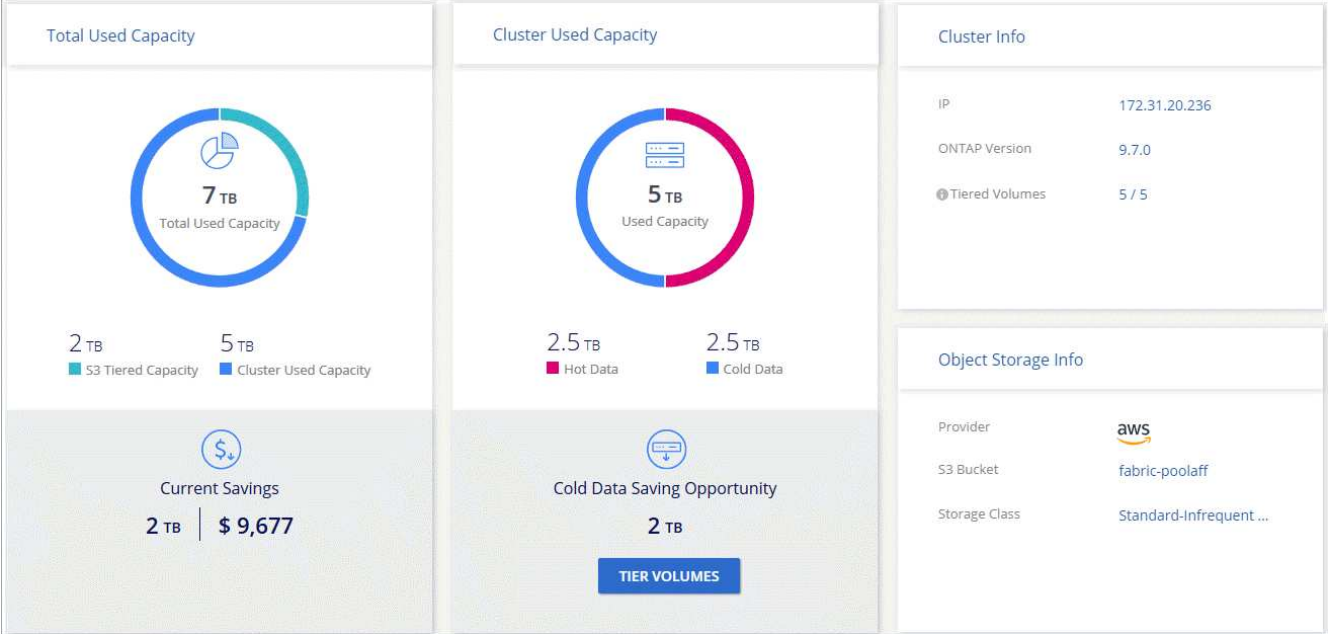 Total Used Capacity
7 TB
Total Used Capacity
2 TB
S3 Tiered Capacity
5 TB
Cluster Used Capacity
Current Savings
2 TB $ 9,677
Cluster Used Capacity
5 TB
Used Capacity
2.5 TB
Hot Data
2.5 TB
Cold Data
Cold Data Saving Opportunity
2 TB
TIER VOLUMES
Cluster Info
IP 172.31.20.236
ONTAP Version 9.7.0
Tiered Volumes 5 / 5
Object Storage Info
Provider aws
S3 Bucket fabric-poolaff
Storage Class Standard-Infrequent ...